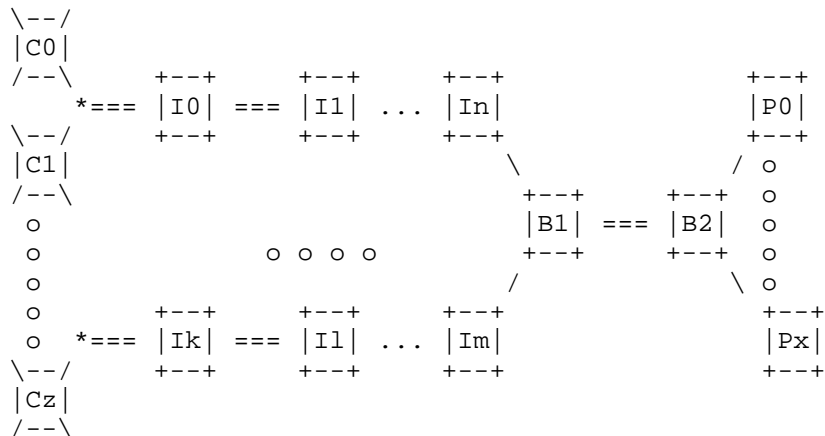 \--/
|C0|
/--\        +--+      +--+      +--+                +--+
    *===    |I0| ===  |I1| ...  |In|                |P0|
\--/        +--+      +--+      +--+                +--+
|C1|                                \              / o
/--\                                 +--+      +--+  o
 o                                   |B1| ===  |B2|  o
 o               o o o o             +--+      +--+  o
 o                                  /              \ o
 o          +--+      +--+      +--+                 +--+
 o  *===    |Ik| ===  |Il| ...  |Im|                 |Px|
\--/        +--+      +--+      +--+                 +--+
|Cz|
/--\